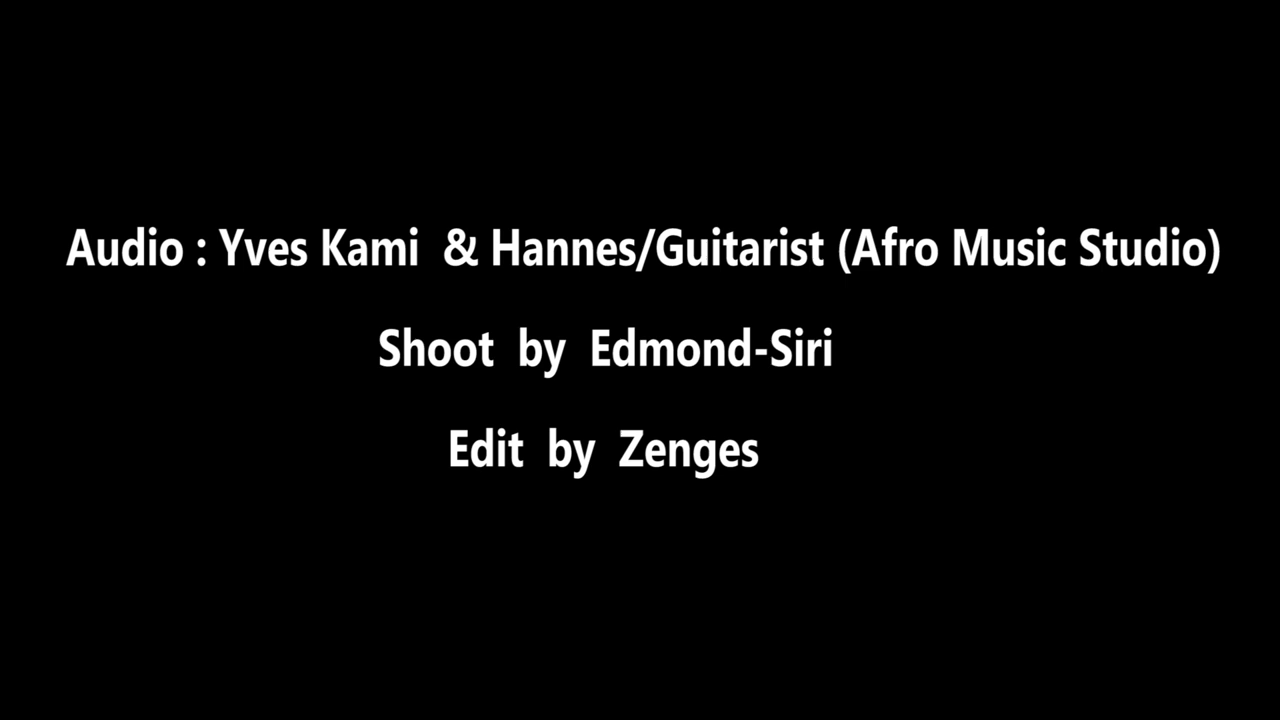 Audio : Yves Kami & Hannes/Guitarist (Afro Music Studio)
Shoot by Edmond-Siri
Edit by Zenges